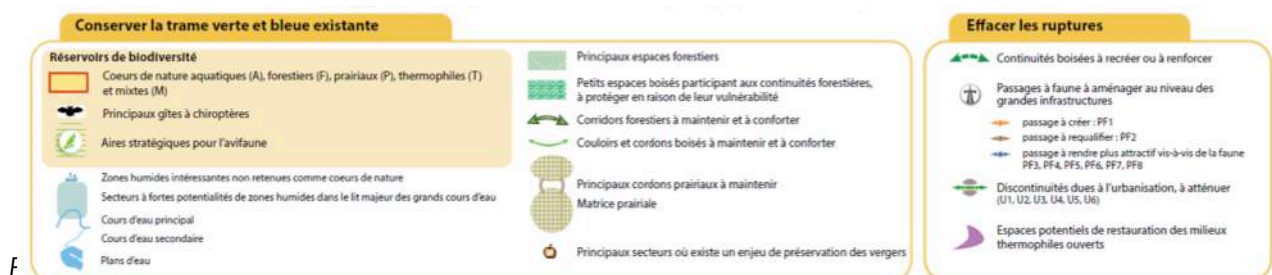 Conserver la trame verte et bleue existante
Réservoirs de biodiversité
Coeurs de nature aquatiques (A), forestiers (F), prairiaux (P), thermophiles (T)
et mixtes (M)
Principaux gîtes à chiroptères
Aires stratégiques pour l'avifaune
Zones humides intéressantes non retenues comme coeurs de nature
Secteurs à fortes potentialités de zones humides dans le lit majeur des grands cours d'eau
Cours d'eau principal
Cours d'eau secondaire
Plans d'eau
Principaux espaces forestiers
Petits espaces boisés participant aux continuités forestières,
à protéger en raison de leur vulnérabilité
Corridors forestiers à maintenir et à conforter
Couloirs et cordons boisés à maintenir et à conforter
Principaux cordons prairiaux à maintenir
Matrice prairiale
Principaux secteurs où existe un enjeu de préservation des vergers
Effacer les ruptures
Continuités boisées à recréer ou à renforcer
Passages à faune à aménager au niveau des
grandes infrastructures
passage à créer : PF1
passage à requalifier : PF2
passage à rendre plus attractif vis-à-vis de la faune
PF3, PF4, PF5, PF6, PF7, PF8
Discontinuités dues à l'urbanisation, à atténuer
(U1, U2, U3, U4, U5, U6)
Espaces potentiels de restauration des milieux
thermophiles ouverts